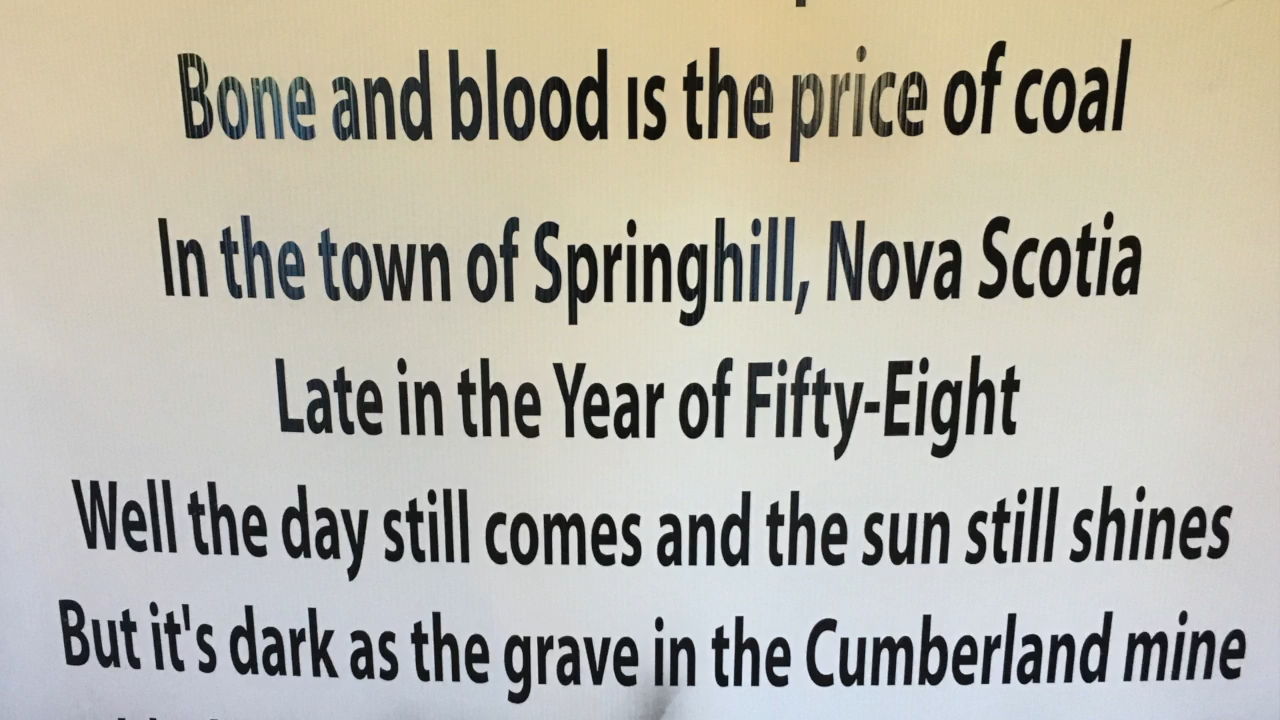 Bone and blood is the price of coal
In the town of Springhill, Nova Scotia
Late in the Year of Fifty-Eight
Well the day still comes and the sun still shines
But it's dark as the grave in the Cumberland mine